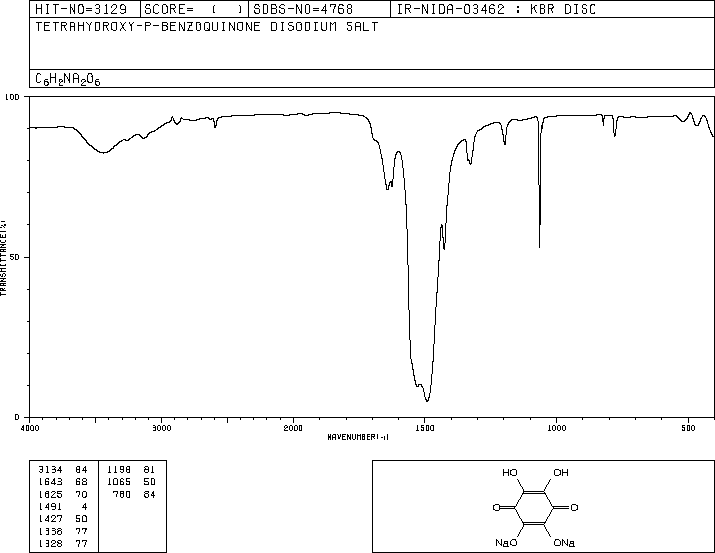 HIT-NO=3129 SCORE= ( ) SDBS-NO=4768 IR-NIDA-03462 : KBR DISC
TETRAHYDROXY-P-BENZOQUINONE DISODIUM SALT
C6H2NA2O6
100
50
0
TRANSMITTANCE(%)
4000 3000 2000 1500 1000 500
WAVENUMBER(-1)
3134 84 1198 81
1643 68 1065 50
1625 70 780 84
1491 4
1427 50
1336 77
1328 77
HO OH
O O
NaO ONa